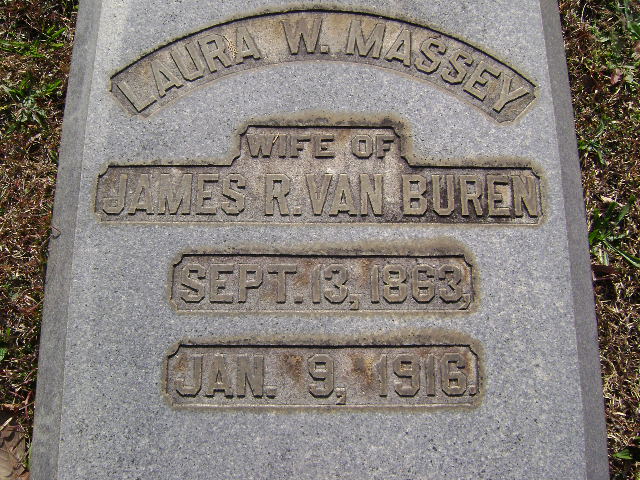 LAURA W. MASSEY
WIFE OF
JAMES R. VAN BUREN
SEPT. 13, 1863,
JAN. 9, 1916.